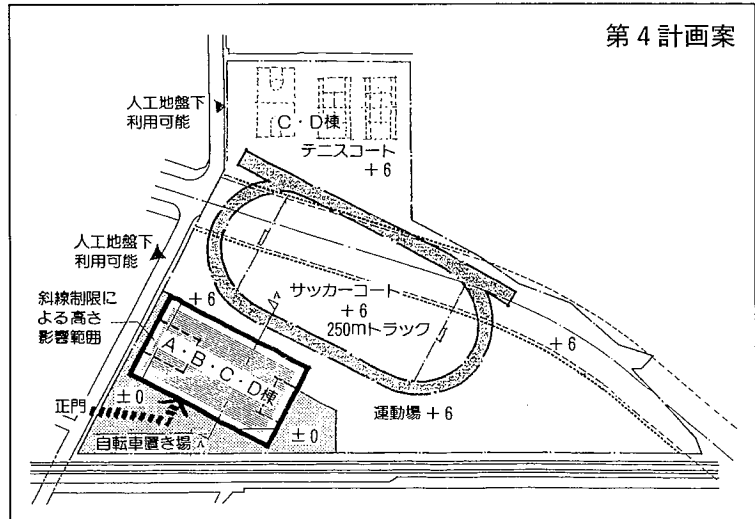 第4計画案
人工地盤下
利用可能
C・D棟
テニスコート
+6
人工地盤下
利用可能
サッカーコート
+6
250mトラック
斜線制限に
よる高さ
影響範囲
+6
+6
A・B・C・D棟
正門
±0
運動場+6
±0
自転車置き場